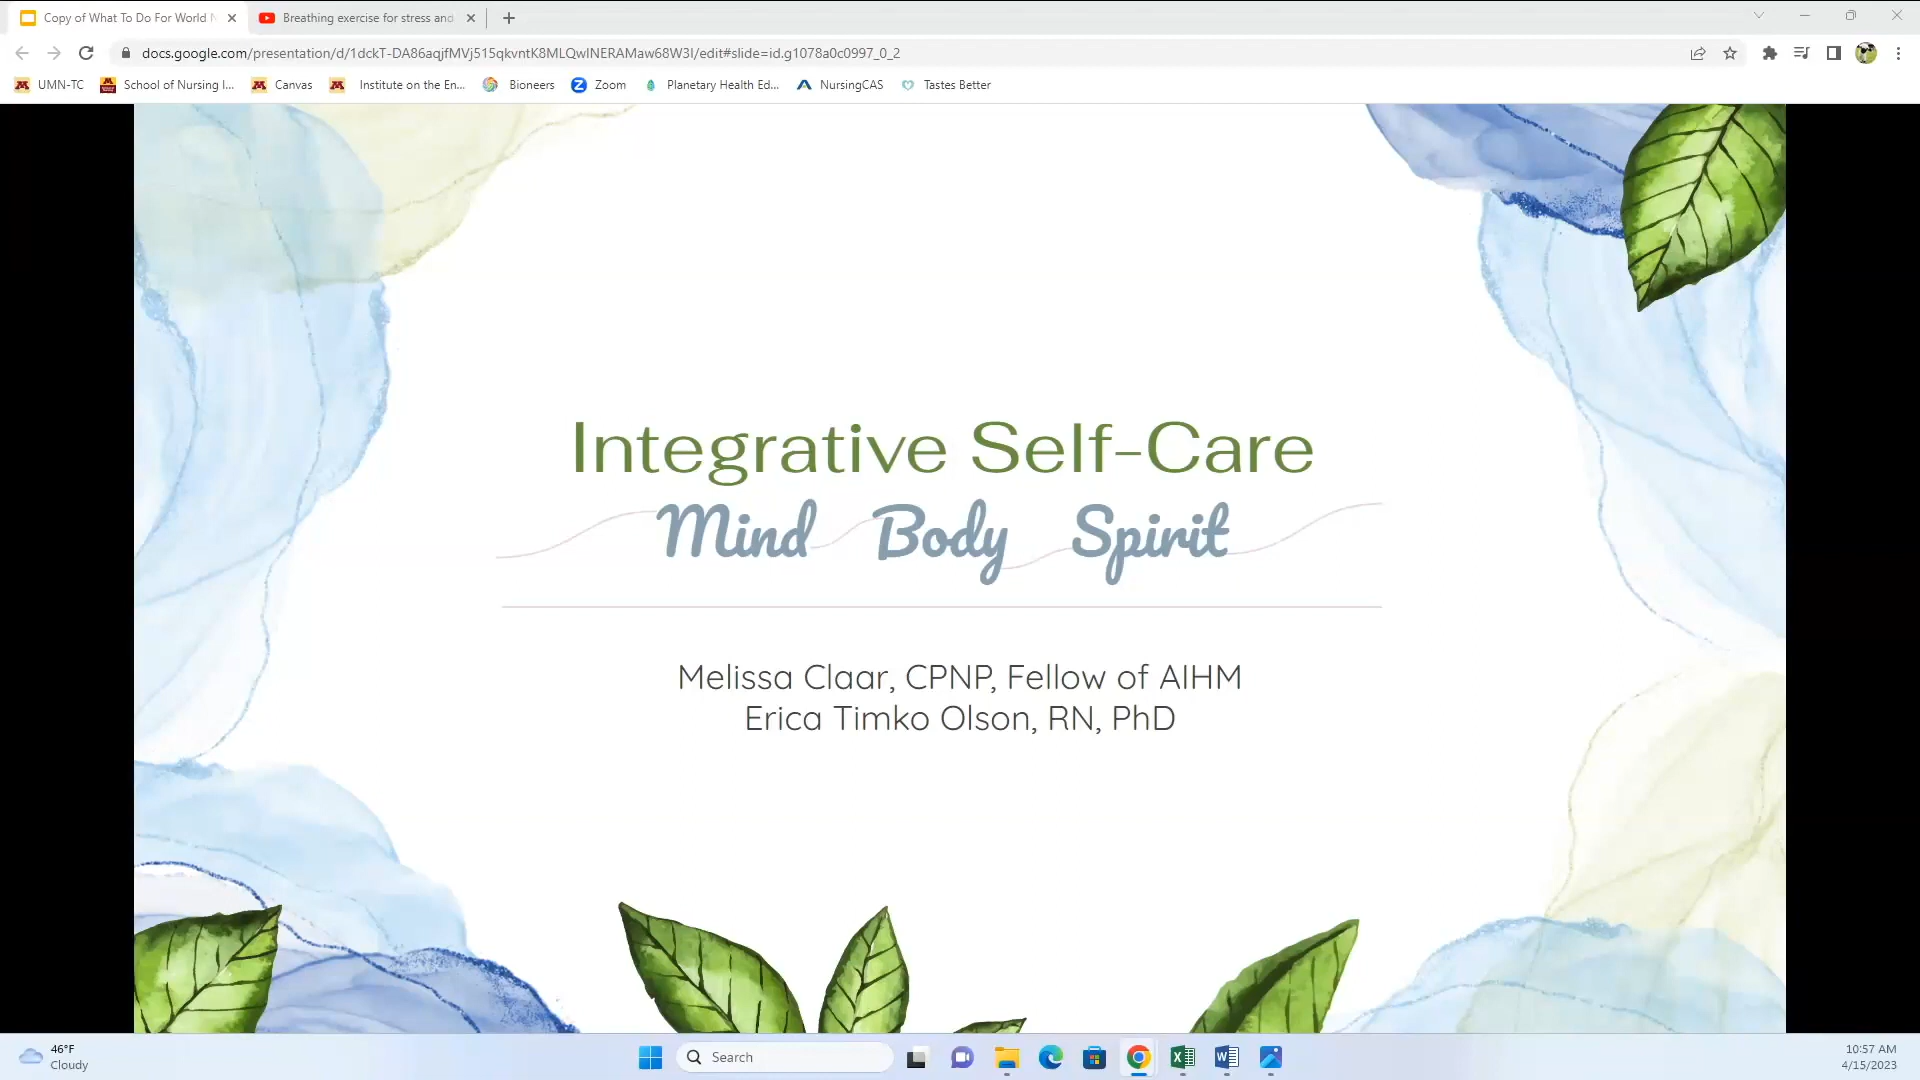 Copy of What To Do For World N
Breathing exercise for stress and
docs.google.com/presentation/d/1dckT-DA86aqjfMVj515qkvntK8MLQwINERAMaw68W3I/edit#slide=id.g1078a0c0997_0_2
UMN-TC School of Nursing I... Canvas Institute on the En... Bioneers Zoom Planetary Health Ed... NursingCAS Tastes Better
Integrative Self-Care
Mind Body Spirit
Melissa Claar, CPNP, Fellow of AIHM
Erica Timko Olson, RN, PhD
46°F
Cloudy
Search
10:57 AM
4/15/2023